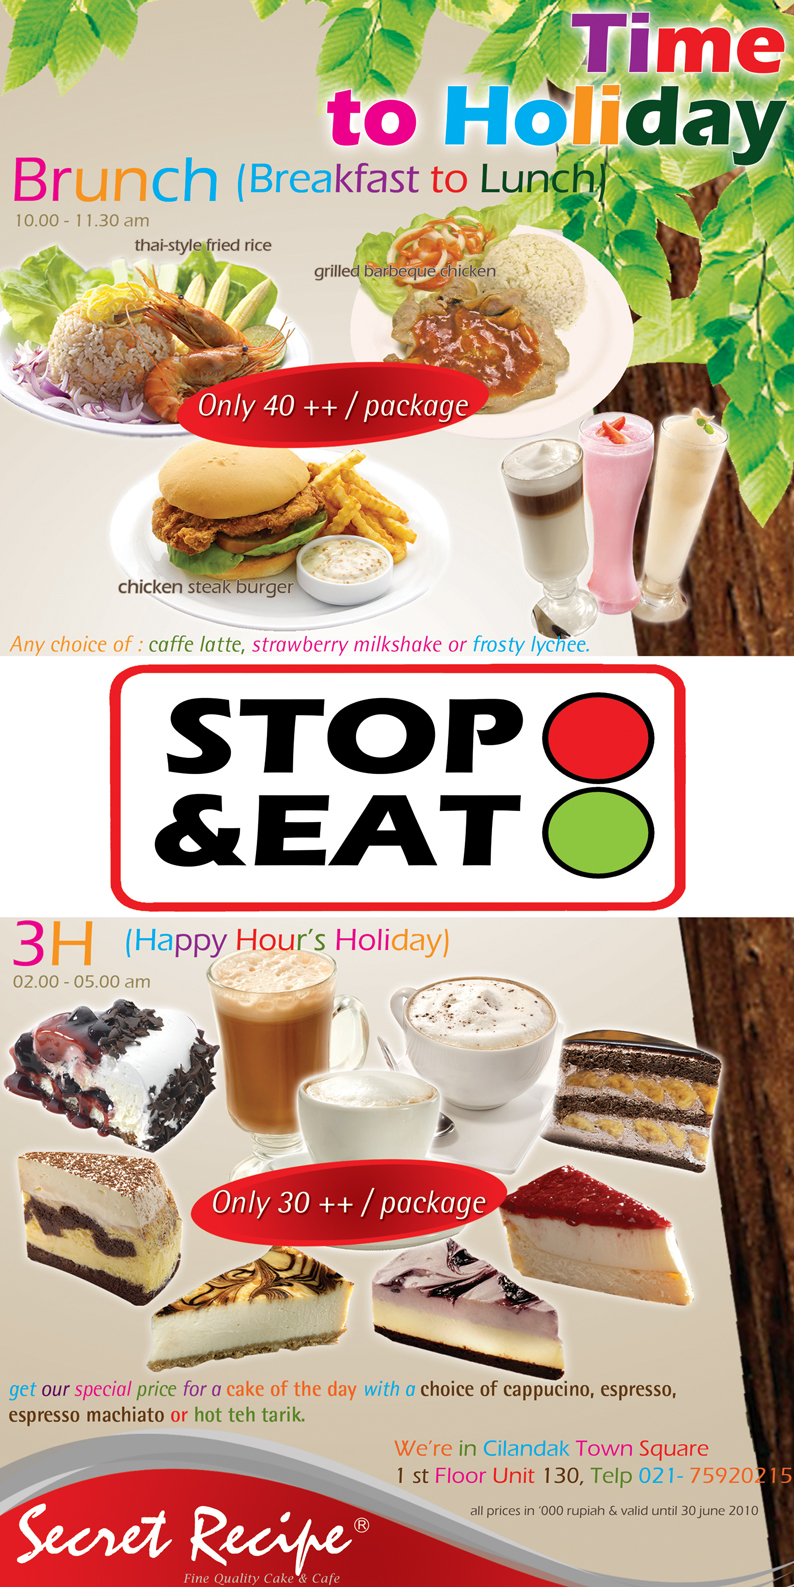 Time
to Holiday
Brunch (Breakfast to Lunch)
10.00 - 11.30 am
thai-style fried rice
grilled barbeque chicken
Only 40 ++ / package
chicken steak burger
Any choice of : caffe latte, strawberry milkshake or frosty lychee.
STOP
&EAT
3H (Happy Hour's Holiday)
02.00 - 05.00 am
Only 30 ++ / package
get our special price for a cake of the day with a choice of cappucino, espresso,
espresso machiato or hot teh tarik.
We're in Cilandak Town Square
1 st Floor Unit 130, Telp 021- 75920215
all prices in '000 rupiah & valid until 30 june 2010
Secret Recipe ®
Fine Quality Cake & Cafe